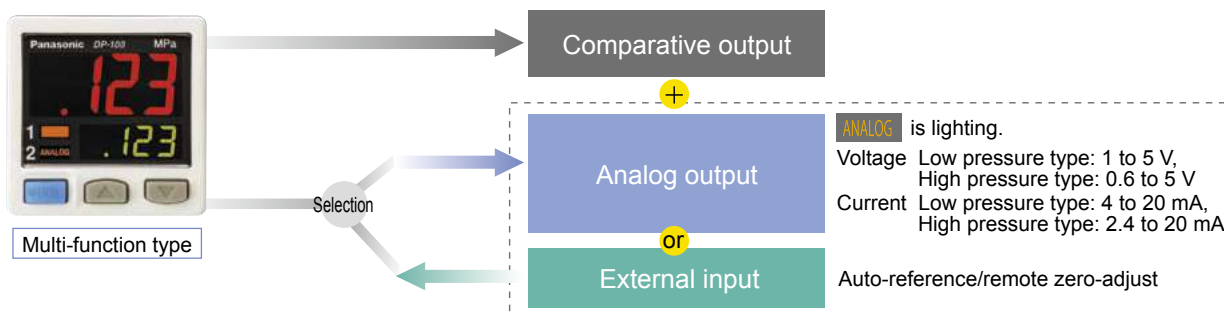 Panasonic DP-103 MPa
.123
1
2 ANALOG .123
Multi-function type
Selection
Comparative output
+
Analog output
or
External input
ANALOG is lighting.
Voltage Low pressure type: 1 to 5 V,
High pressure type: 0.6 to 5 V
Current Low pressure type: 4 to 20 mA,
High pressure type: 2.4 to 20 mA
Auto-reference/remote zero-adjust